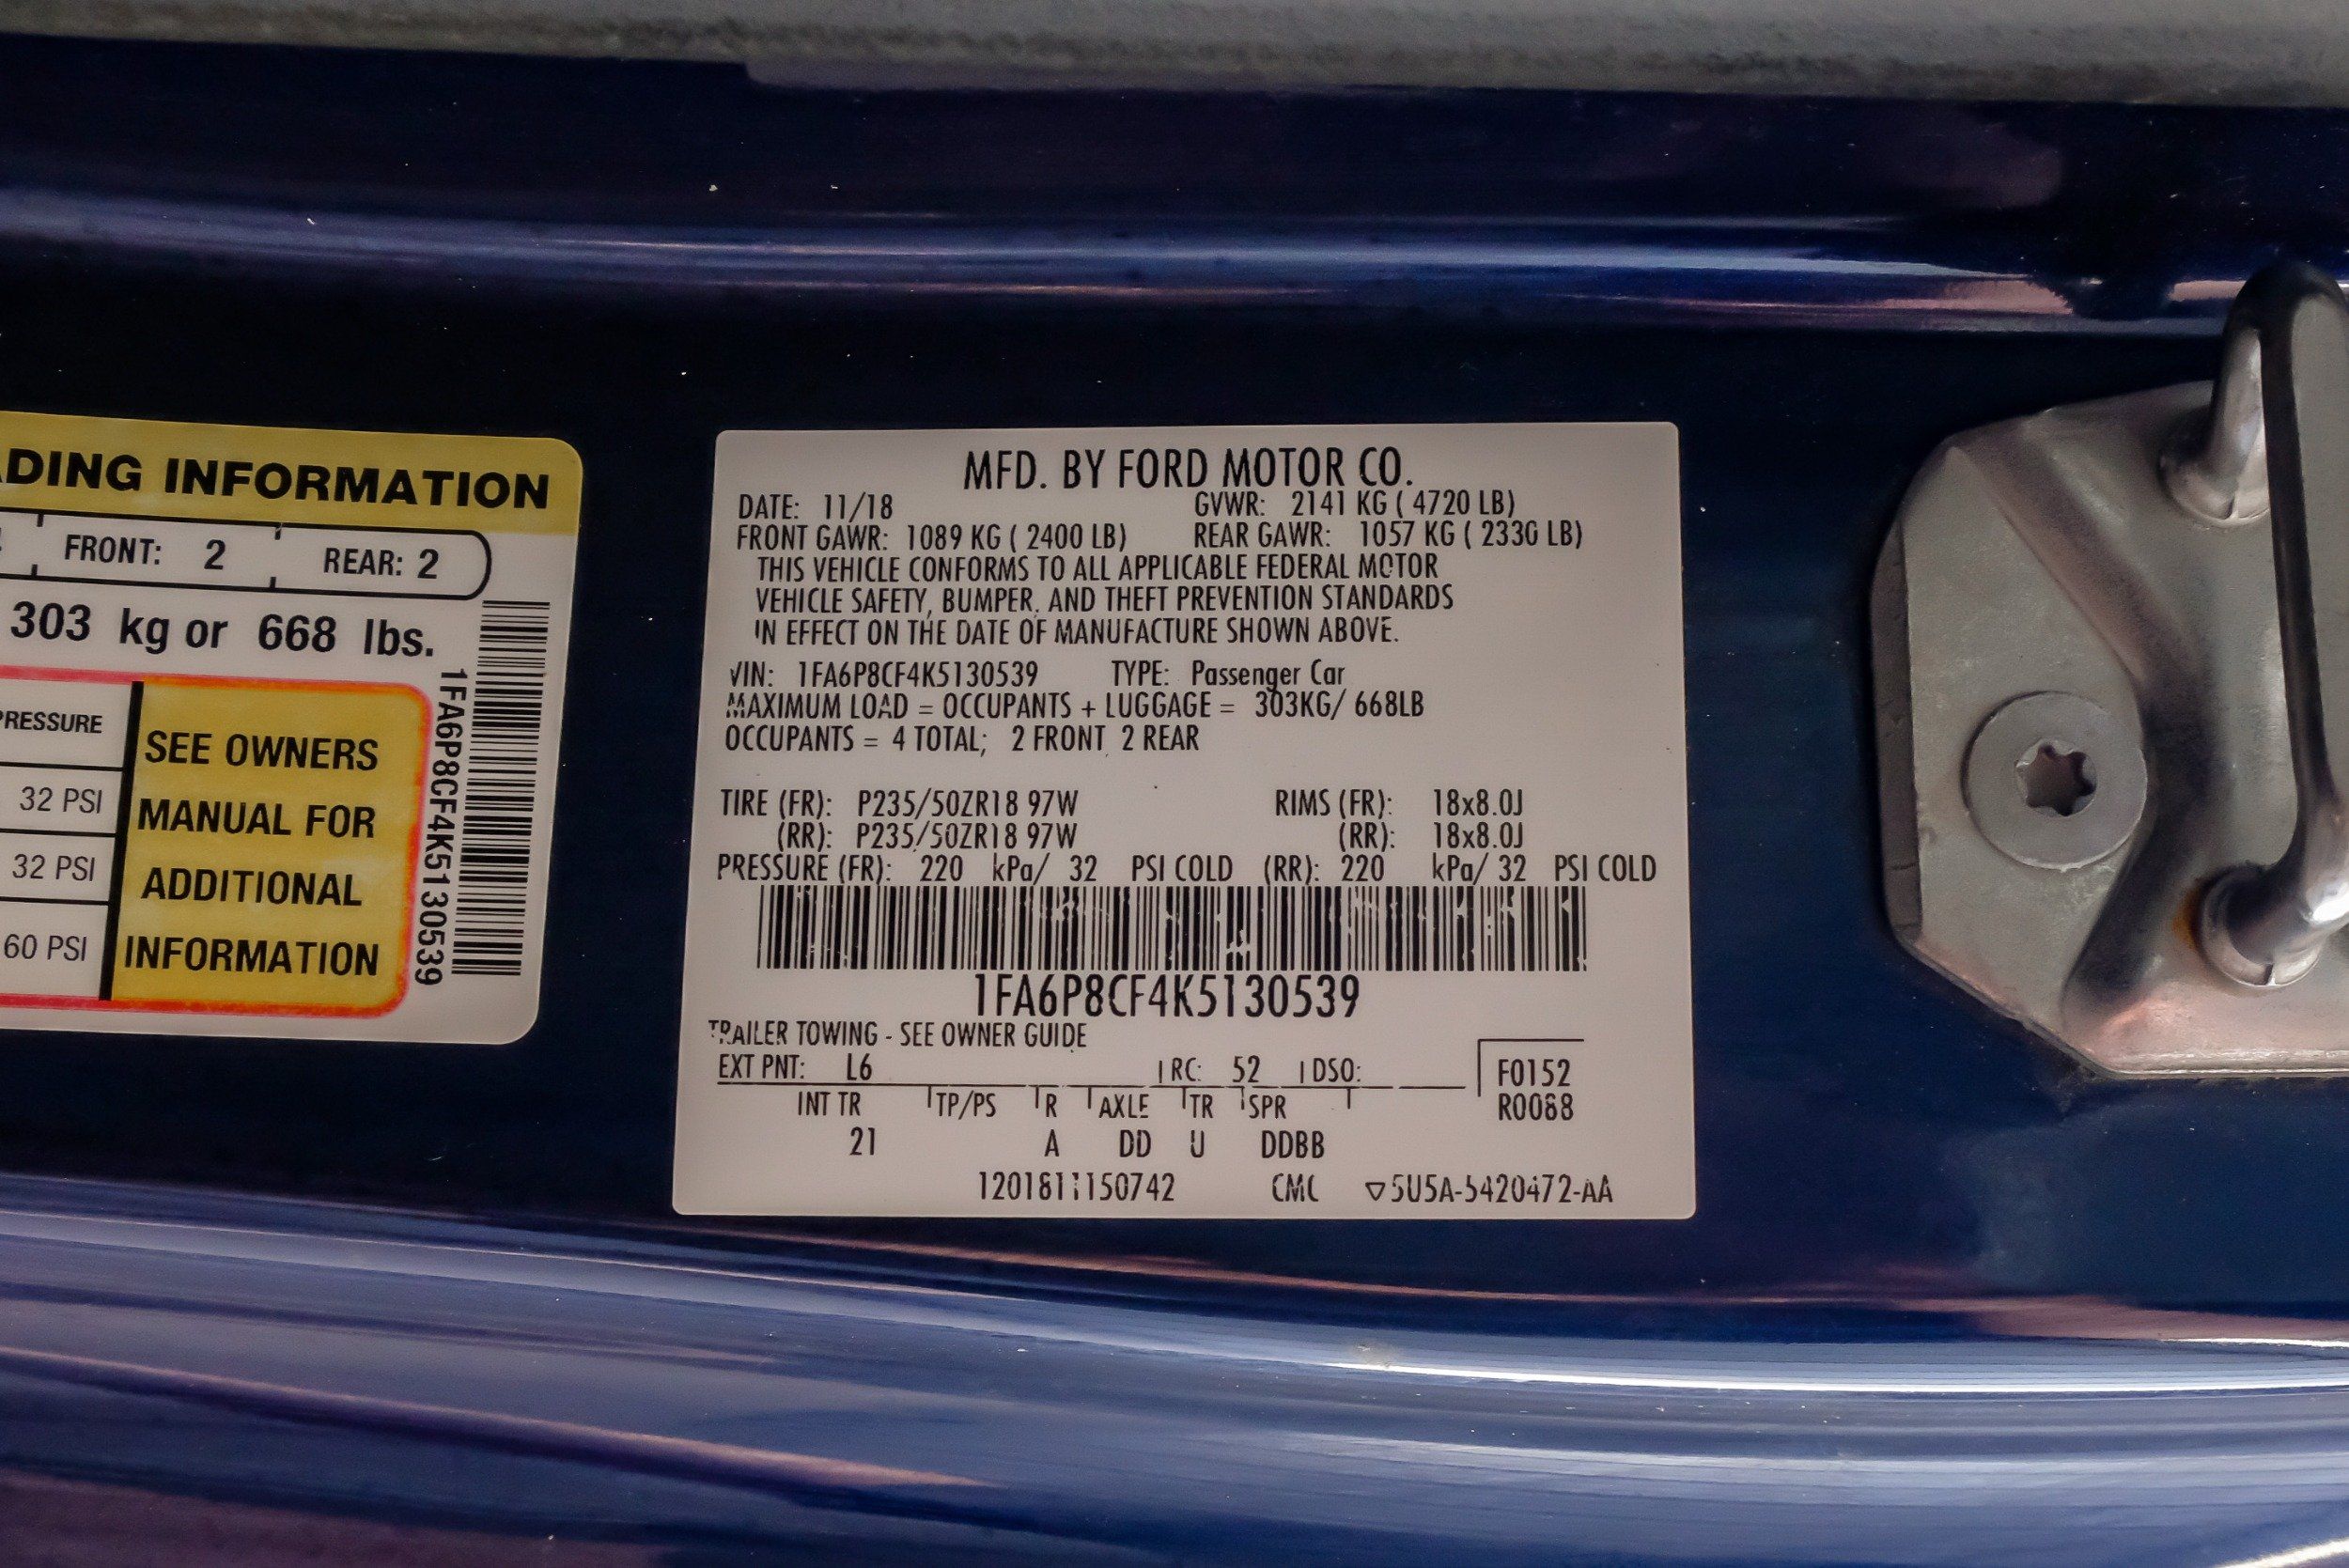 ADING INFORMATION
FRONT: 2 REAR: 2
303 kg or 668 lbs.
PRESSURE
32 PSI
32 PSI
60 PSI
SEE OWNERS
MANUAL FOR
ADDITIONAL
INFORMATION
1FA6P8CF4K5130539
MFD. BY FORD MOTOR CO.
DATE: 11/18 GVWR: 2141 KG ( 4720 LB)
FRONT GAWR: 1089 KG ( 2400 LB) REAR GAWR: 1057 KG ( 2330 LB)
THIS VEHICLE CONFORMS TO ALL APPLICABLE FEDERAL MOTOR
VEHICLE SAFETY, BUMPER, AND THEFT PREVENTION STANDARDS
IN EFFECT ON THE DATE OF MANUFACTURE SHOWN ABOVE.
VIN: 1FA6P8CF4K5130539 TYPE: Passenger Car
MAXIMUM LOAD = OCCUPANTS + LUGGAGE = 303KG/ 668LB
OCCUPANTS = 4 TOTAL; 2 FRONT, 2 REAR
TIRE (FR): P235/50ZR18 97W RIMS (FR): 18x8.0J
(RR): P235/50ZR18 97W (RR): 18x8.0J
PRESSURE (FR): 220 kPa/ 32 PSI COLD (RR): 220 kPa/ 32 PSI COLD
1FA6P8CF4K5130539
TRAILER TOWING - SEE OWNER GUIDE
EXT PNT: L6 RC: 52 DSO:
F0152
INT TR TP/PS R AXLE TR SPR
R0088
21 A DD U DDBB
1201811150742 CMC ▽5U5A-5420472-AA